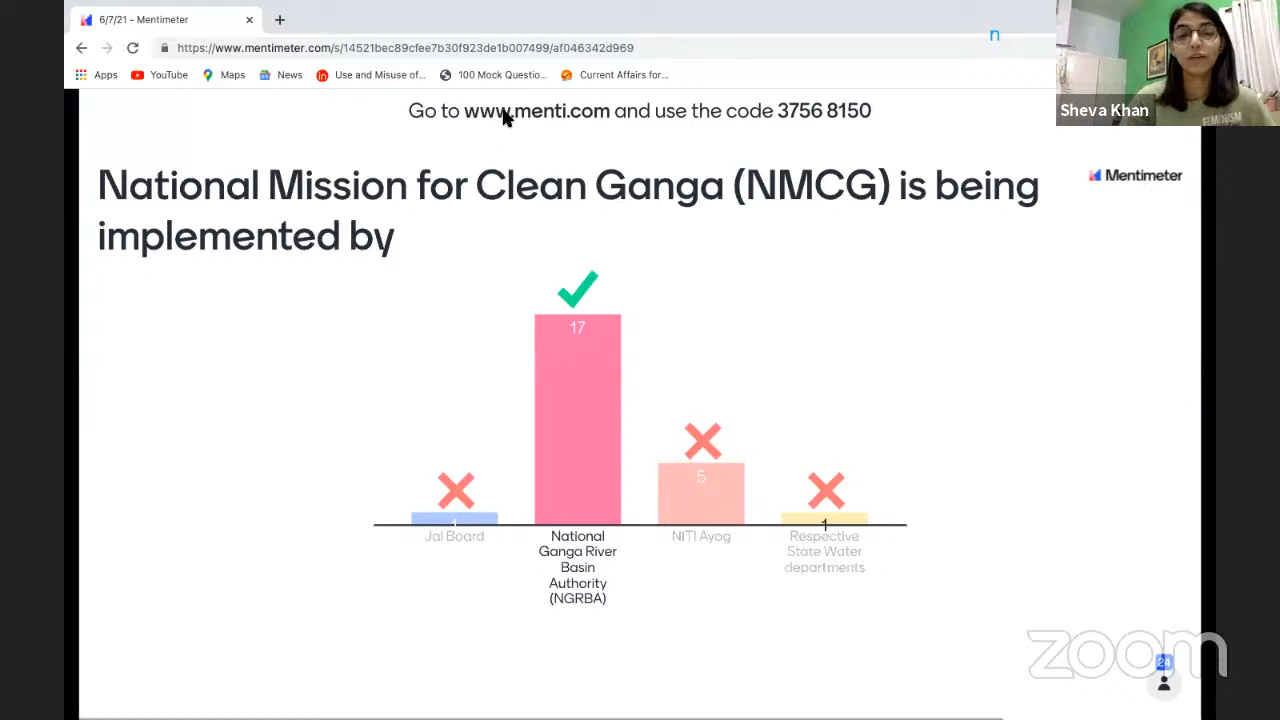 6/7/21 - Mentimeter
https://www.mentimeter.com/s/14521bec89cfee7b30f923de1b007499/af046342d969
n
Apps YouTube Maps News Use and Misuse of... 100 Mock Questio... Current Affairs for...
Sheva Khan
FEMINISM
Go to www.menti.com and use the code 3756 8150
National Mission for Clean Ganga (NMCG) is being
implemented by
Mentimeter
17
5
1
1
Jal Board
National
Ganga River
Basin
Authority
(NGRBA)
NITI Ayog
Respective
State Water
departments
zoom
24